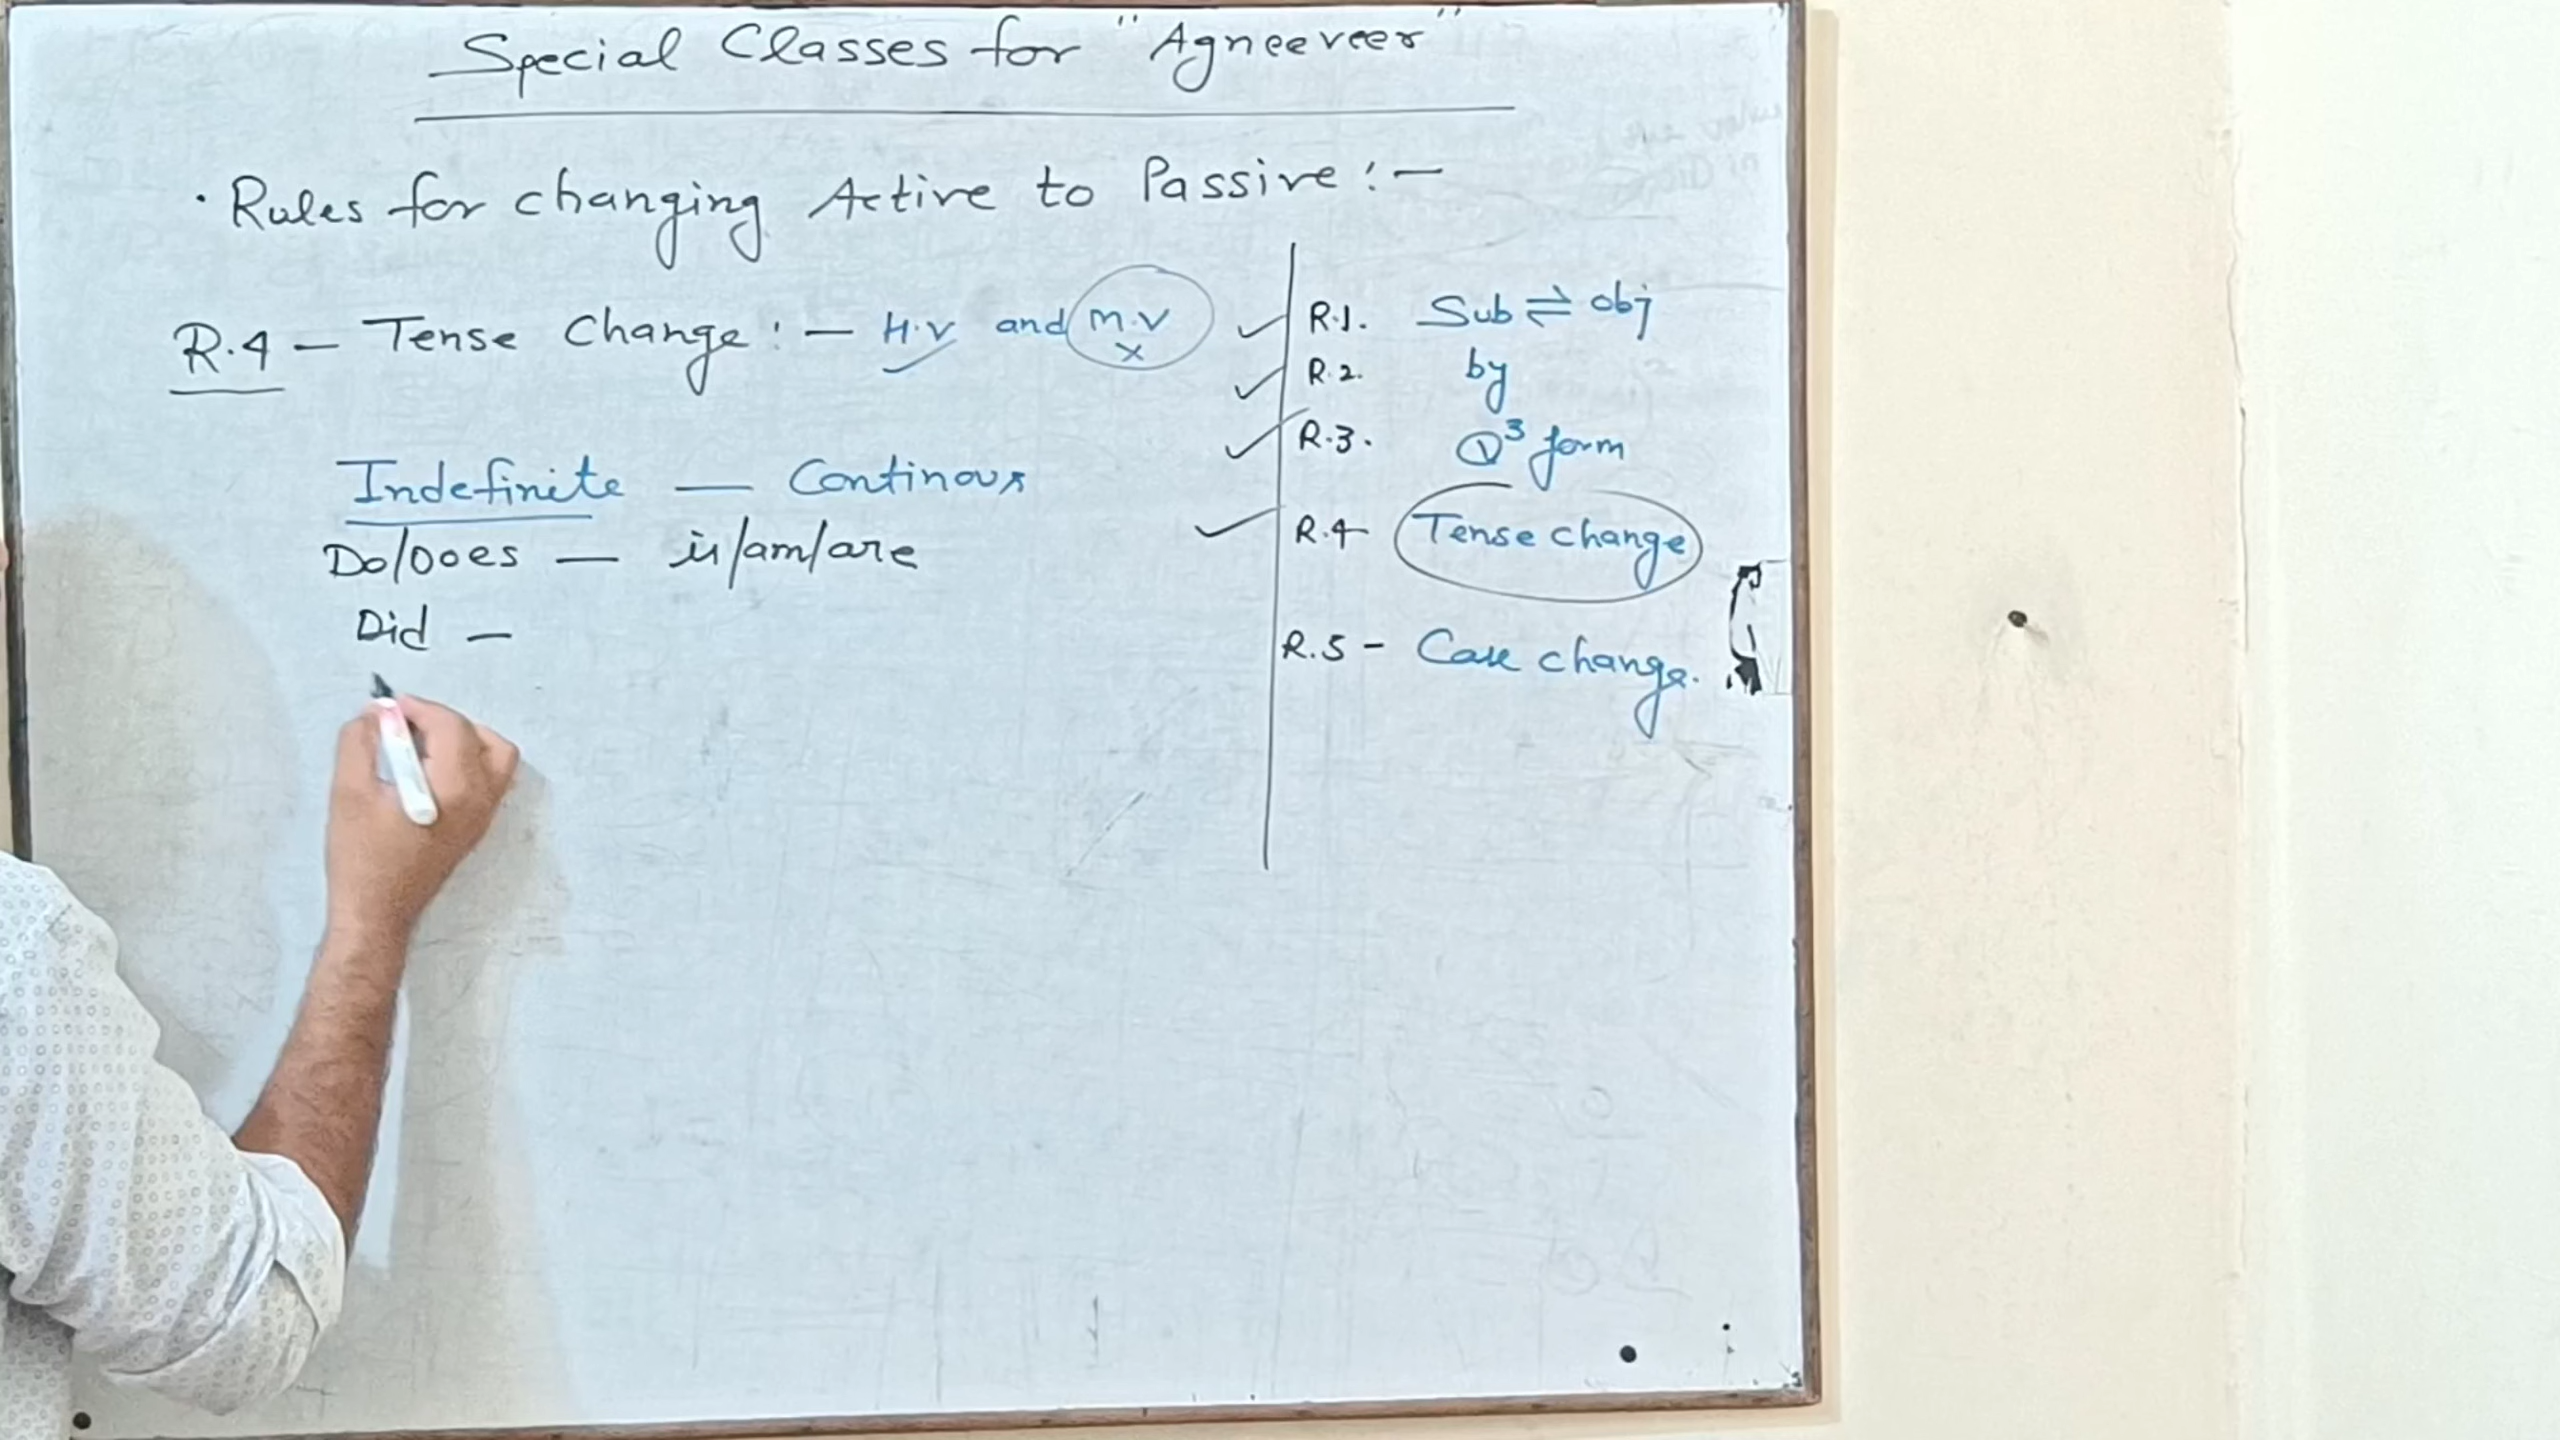 Special Classes for "Agneeveer"
• Rules for changing Active to Passive :-
R.4 - Tense Change :- H.V and M.V
x
Indefinite — Continous
Do/Does — is/am/are
Did —
R.1. Sub ⇌ obj
R.2. by
R.3. V³ form
R.4 Tense change
R.5 - Case change.